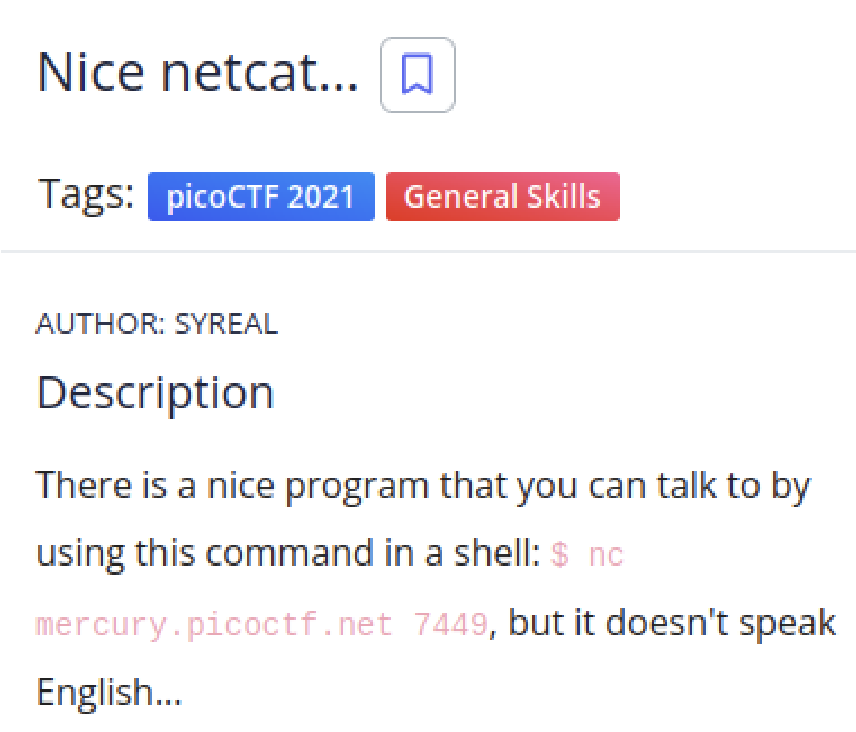 Nice netcat...
Tags: picoCTF 2021 General Skills
AUTHOR: SYREAL
Description
There is a nice program that you can talk to by
using this command in a shell: $ nc
mercury.picoctf.net 7449, but it doesn't speak
English...